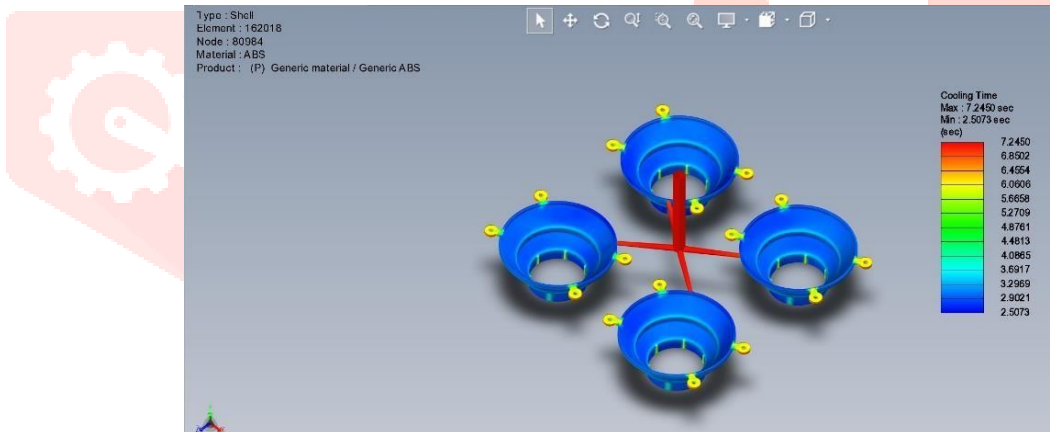 Type : Shell
Element : 162018
Node : 80984
Material : ABS
Product : (P) Generic material / Generic ABS
Cooling Time
Max : 7.2450 sec
Min : 2.5073 sec
(sec)
7.2450
6.8502
6.4554
6.0606
5.6658
5.2709
4.8761
4.4813
4.0865
3.6917
3.2969
2.9021
2.5073